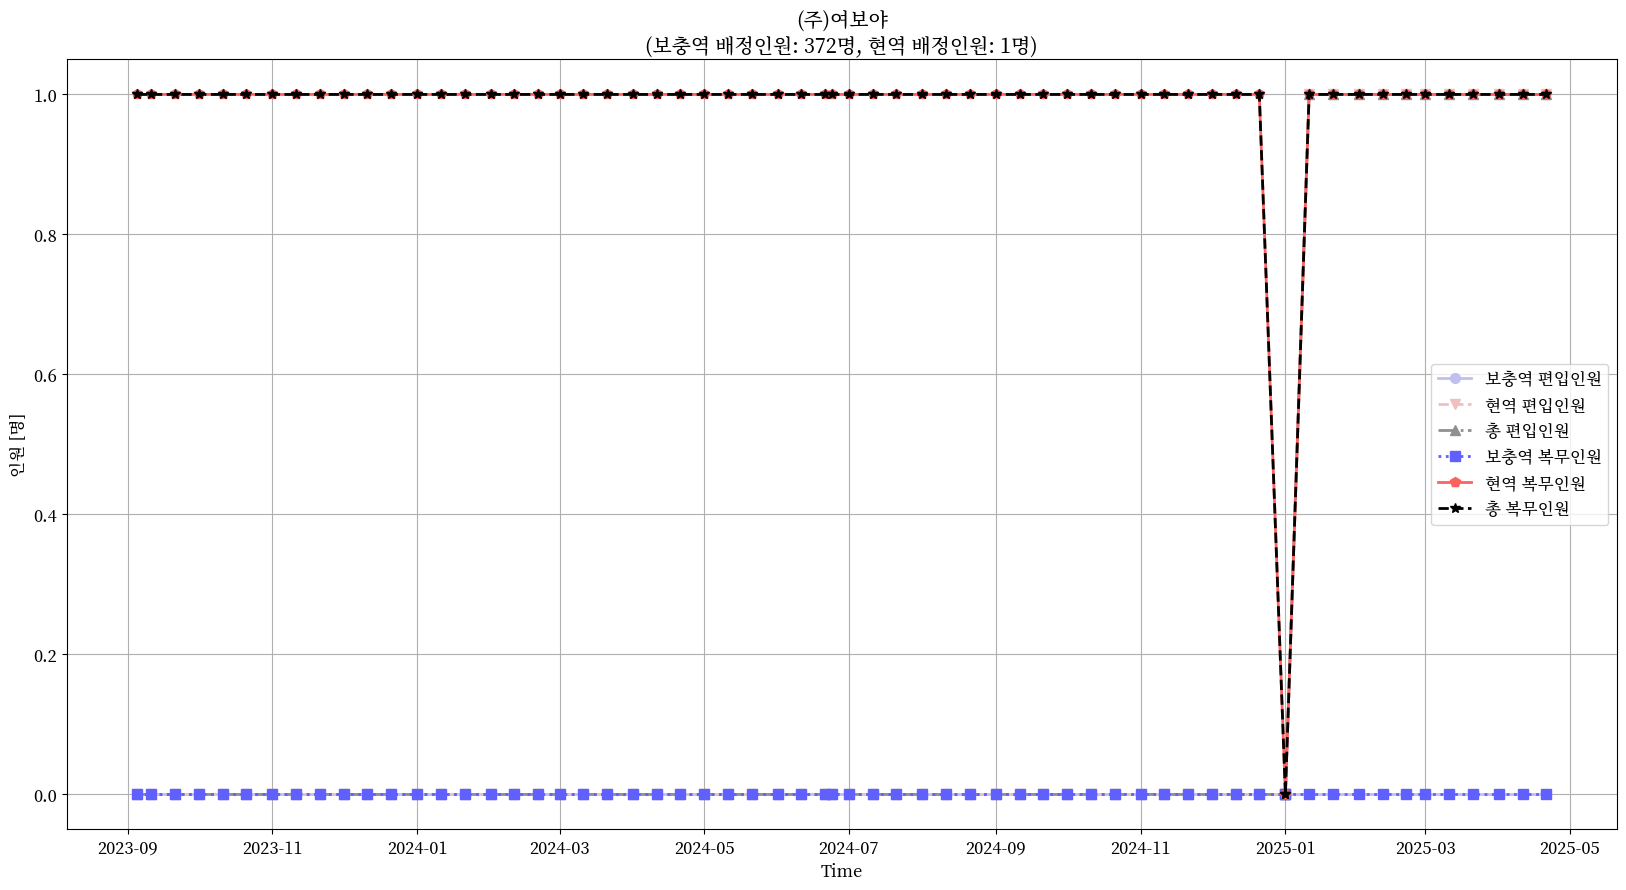 (주)여보야
(보충역 배정인원: 372명, 현역 배정인원: 1명)
인원 [명]
1.0
0.8
0.6
0.4
0.2
0.0
보충역 편입인원
현역 편입인원
총 편입인원
보충역 복무인원
현역 복무인원
총 복무인원
2023-09 2023-11 2024-01 2024-03 2024-05 2024-07 2024-09 2024-11 2025-01 2025-03 2025-05
Time